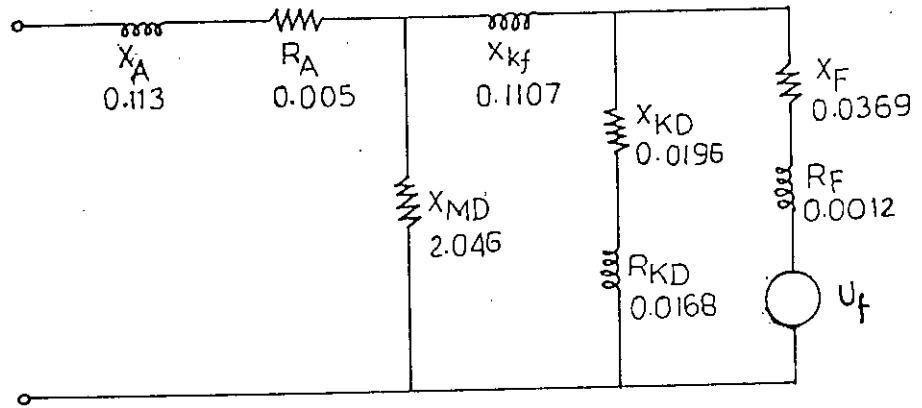 X_A
0.113
R_A
0.005
X_kf
0.1107
X_MD
2.046
X_KD
0.0196
R_KD
0.0168
X_F
0.0369
R_F
0.0012
U_f